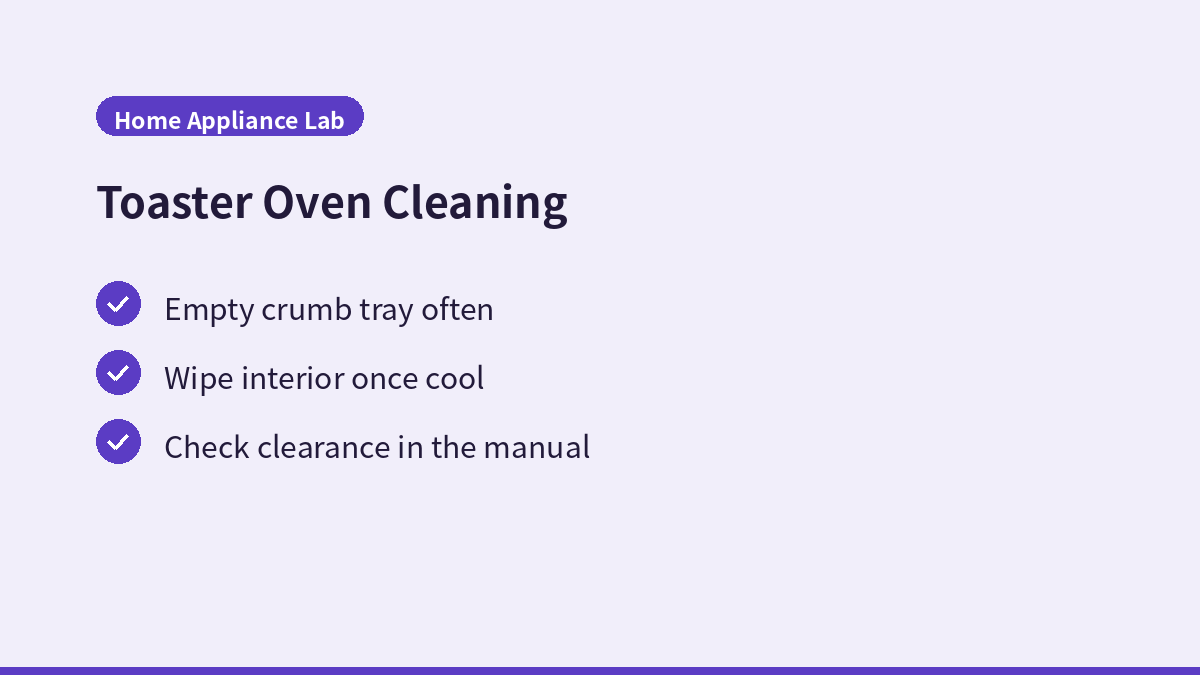 Home Appliance Lab
Toaster Oven Cleaning
Empty crumb tray often
Wipe interior once cool
Check clearance in the manual